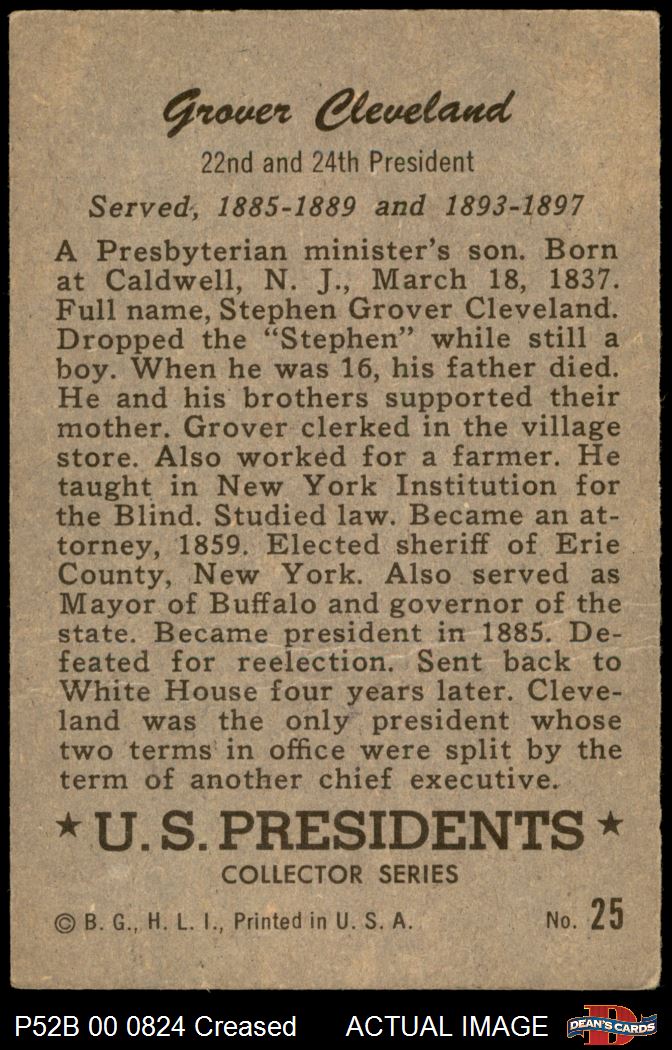 Grover Cleveland
22nd and 24th President
Served, 1885-1889 and 1893-1897
A Presbyterian minister's son. Born
at Caldwell, N. J., March 18, 1837.
Full name, Stephen Grover Cleveland.
Dropped the “Stephen” while still a
boy. When he was 16, his father died.
He and his brothers supported their
mother. Grover clerked in the village
store. Also worked for a farmer. He
taught in New York Institution for
the Blind. Studied law. Became an at-
torney, 1859. Elected sheriff of Erie
County, New York. Also served as
Mayor of Buffalo and governor of the
state. Became president in 1885. De-
feated for reelection. Sent back to
White House four years later. Cleve-
land was the only president whose
two terms in office were split by the
term of another chief executive.
★ U. S. PRESIDENTS ★
COLLECTOR SERIES
© B. G., H. L. I., Printed in U. S. A. No. 25
P52B 00 0824 Creased ACTUAL IMAGE D DEAN'S CARDS